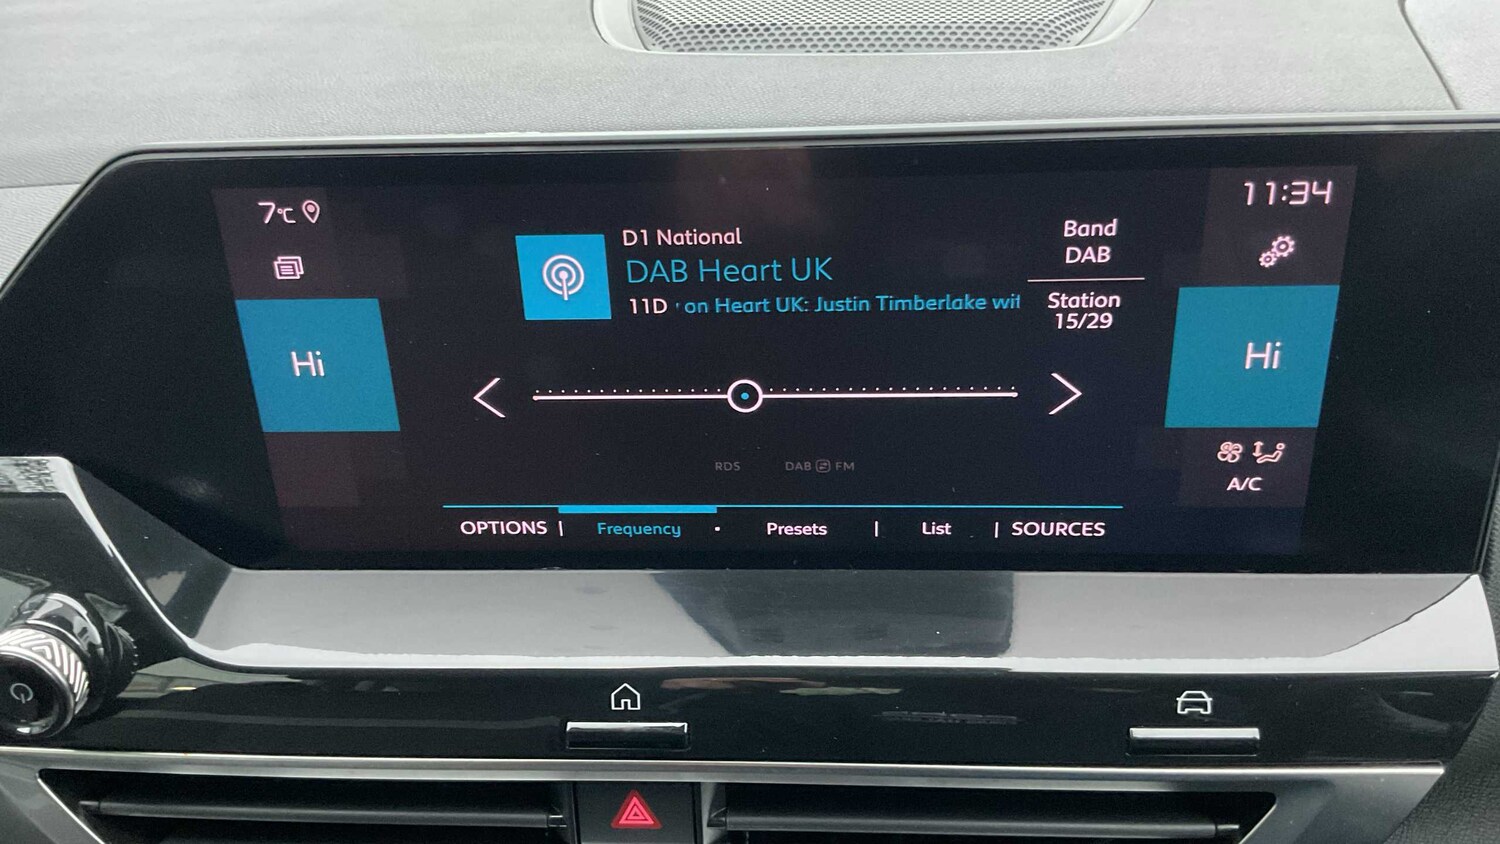 7°C
11:34
D1 National
DAB Heart UK
11D on Heart UK: Justin Timberlake wit
Band
DAB
Station
15/29
Hi
Hi
RDS
DAB FM
A/C
OPTIONS | Frequency • Presets | List | SOURCES